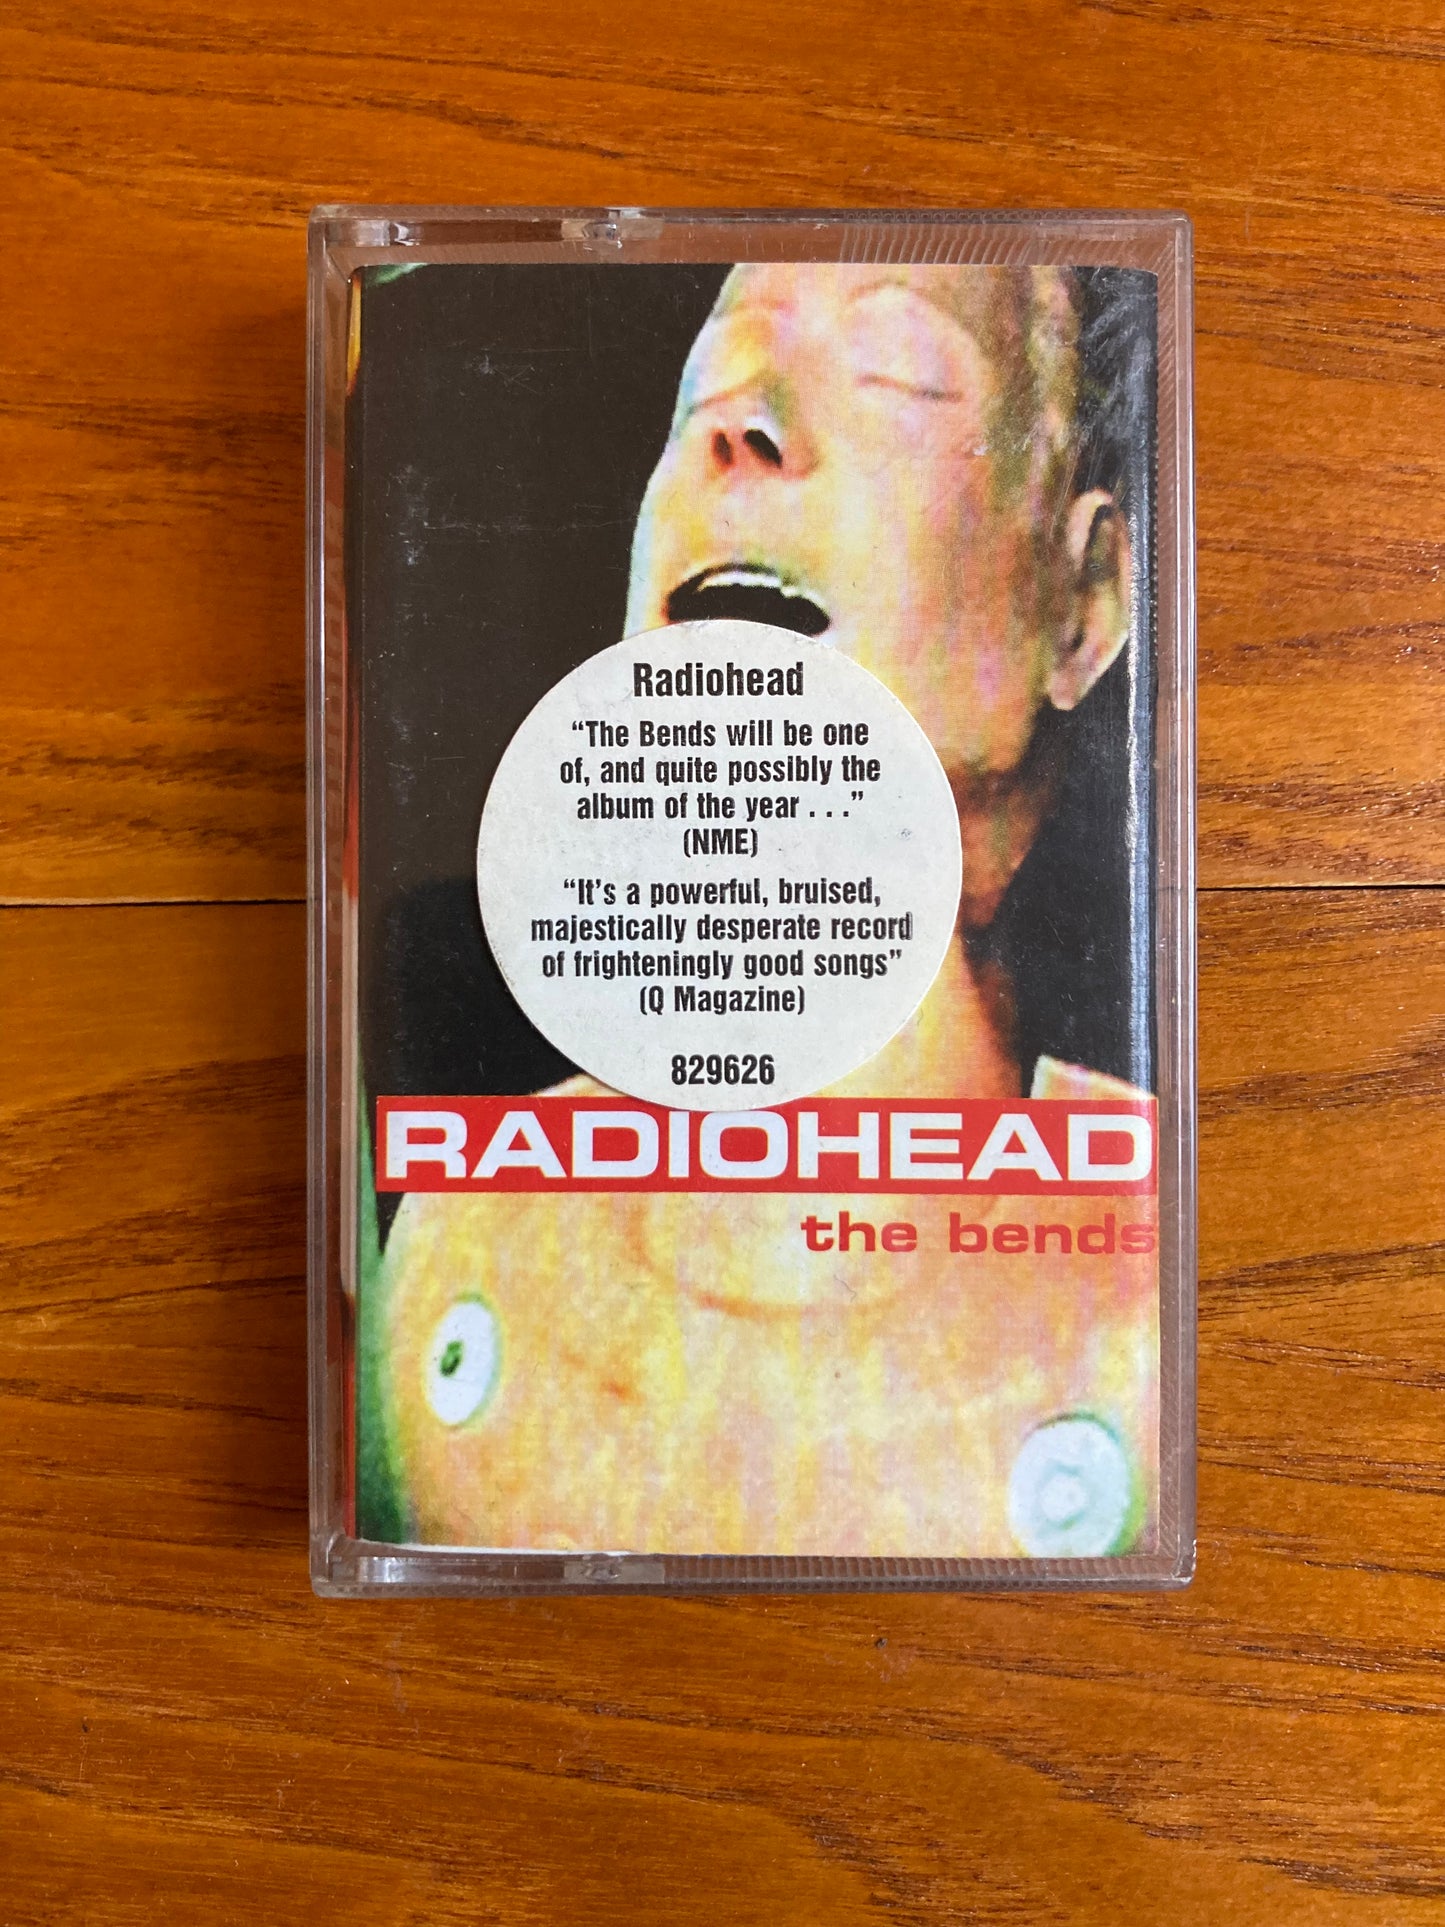 Radiohead
“The Bends will be one
of, and quite possibly the
album of the year . . .”
(NME)
“It’s a powerful, bruised,
majestically desperate record
of frighteningly good songs”
(Q Magazine)
829626
RADIOHEAD
the bends